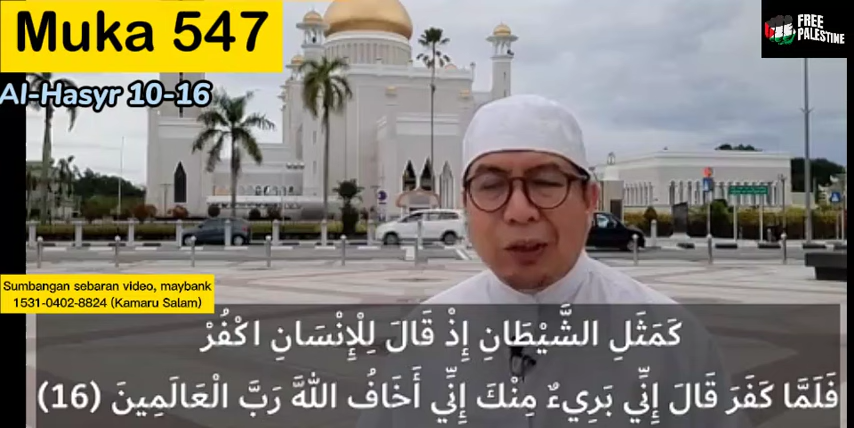 Muka 547
FREE
PALESTINE
Al-Hasyr 10-16
Sumbangan sebaran video, maybank
1531-0402-8824 (Kamaru Salam)
كَمَثَلِ الشَّيْطَانِ إِذْ قَالَ لِلْإِنْسَانِ اكْفُرْ
فَلَمَّا كَفَرَ قَالَ إِنِّي بَرِيءٌ مِنْكَ إِنِّي أَخَافُ اللَّهَ رَبَّ الْعَالَمِينَ (16)